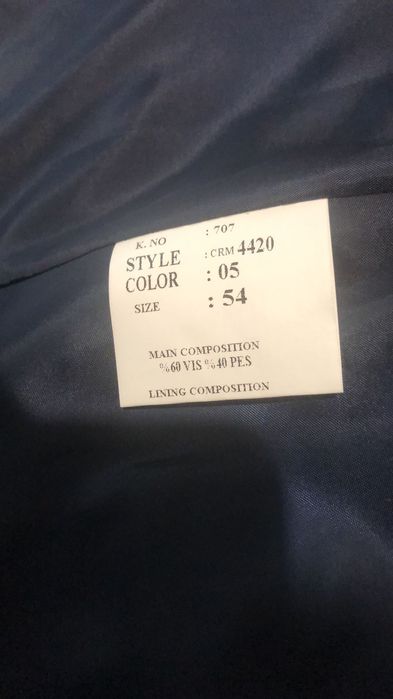 K. NO : 707
STYLE : CRM 4420
COLOR : 05
SIZE : 54
MAIN COMPOSITION
%60 VIS %40 PES
LINING COMPOSITION